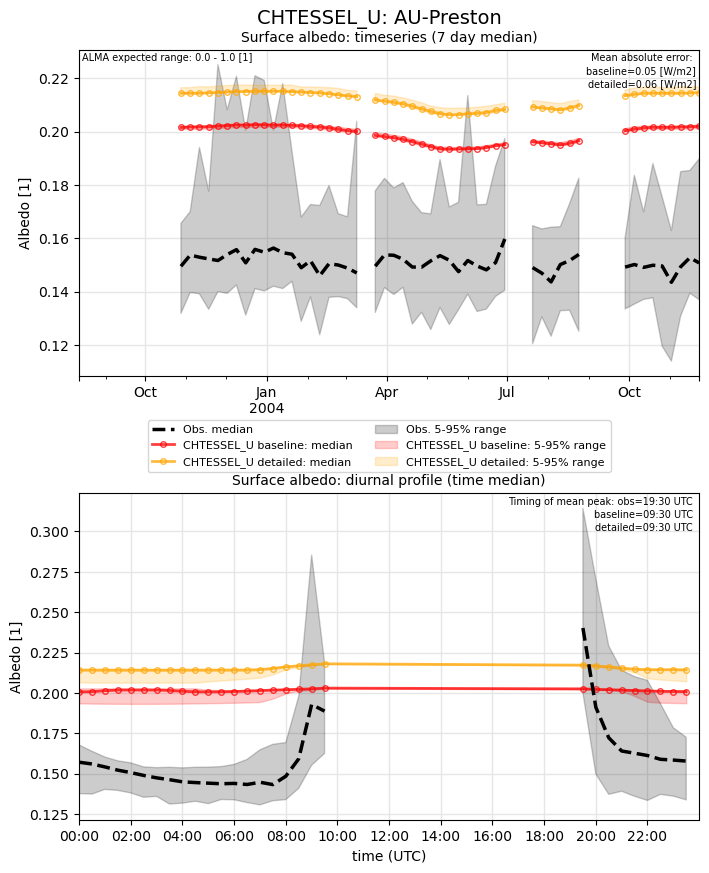 CHTESSEL_U: AU-Preston
Surface albedo: timeseries (7 day median)
ALMA expected range: 0.0 - 1.0 [1]
Mean absolute error:
baseline=0.05 [W/m2]
detailed=0.06 [W/m2]
0.22
0.20
0.18
0.16
0.14
0.12
Albedo [1]
Oct
Jan
2004
Apr
Jul
Oct
Obs. median
CHTESSEL_U baseline: median
CHTESSEL_U detailed: median
Obs. 5-95% range
CHTESSEL_U baseline: 5-95% range
CHTESSEL_U detailed: 5-95% range
Surface albedo: diurnal profile (time median)
Timing of mean peak: obs=19:30 UTC
baseline=09:30 UTC
detailed=09:30 UTC
0.300
0.275
0.250
0.225
0.200
0.175
0.150
0.125
Albedo [1]
00:00
02:00
04:00
06:00
08:00
10:00
12:00
14:00
16:00
18:00
20:00
22:00
time (UTC)